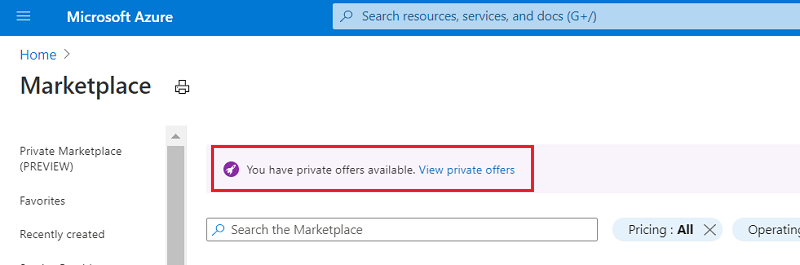 Microsoft Azure
Search resources, services, and docs (G+/)
Home
Marketplace
Private Marketplace
(PREVIEW)
Favorites
Recently created
You have private offers available. View private offers
Search the Marketplace
Pricing : All